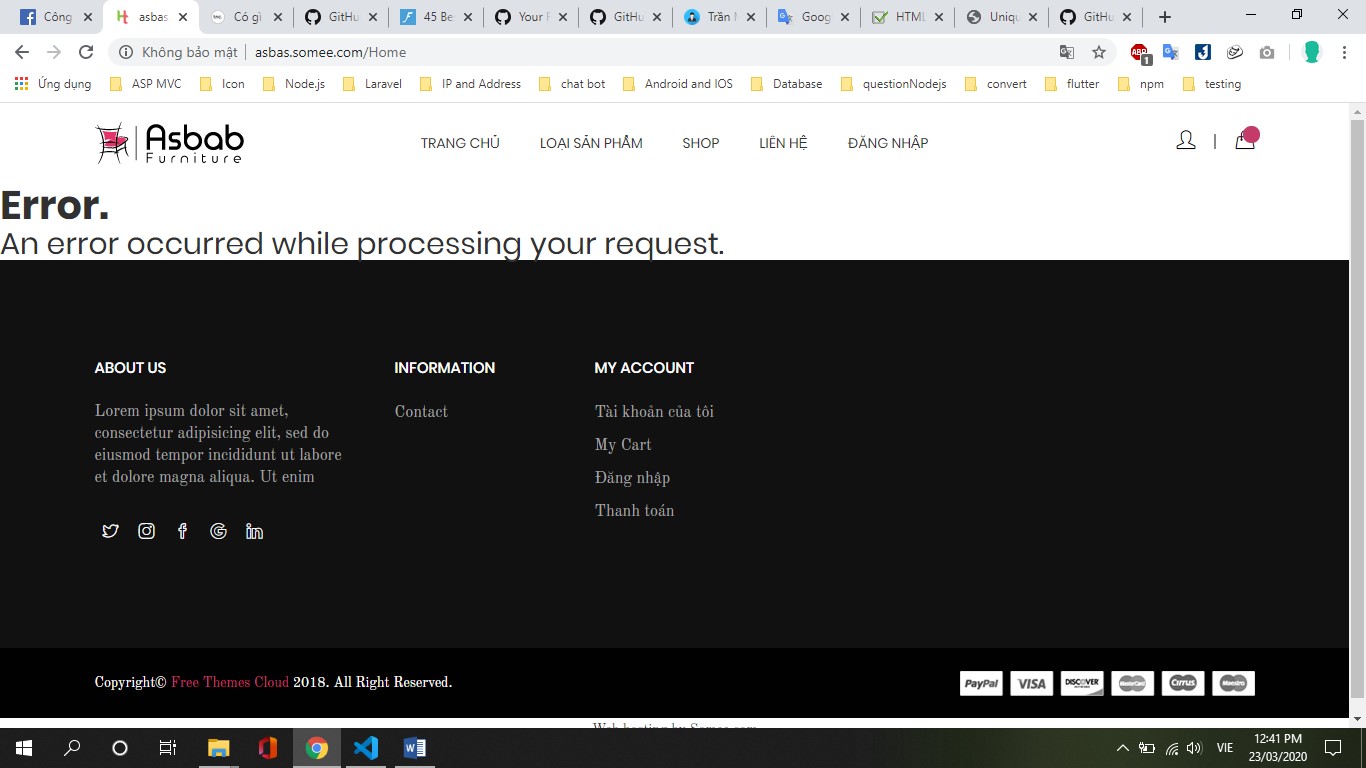 Công
asbas
Có gì
GitHu
45 Be
Your F
GitHu
Trần
Goog
HTML
Uniqu
GitHu
Không bảo mật | asbas.somee.com/Home
ABP 1
Ứng dụng ASP MVC Icon Node.js Laravel IP and Address chat bot Android and IOS Database questionNodejs convert flutter npm testing
Asbab
Furniture
TRANG CHỦ LOẠI SẢN PHẨM SHOP LIÊN HỆ ĐĂNG NHẬP
Error.
An error occurred while processing your request.
ABOUT US
Lorem ipsum dolor sit amet,
consectetur adipisicing elit, sed do
eiusmod tempor incididunt ut labore
et dolore magna aliqua. Ut enim
INFORMATION
Contact
MY ACCOUNT
Tài khoản của tôi
My Cart
Đăng nhập
Thanh toán
Copyright© Free Themes Cloud 2018. All Right Reserved.
PayPal VISA DISCOVER MasterCard Cirrus Maestro
Web hosting by Somee.com
VIE
12:41 PM
23/03/2020